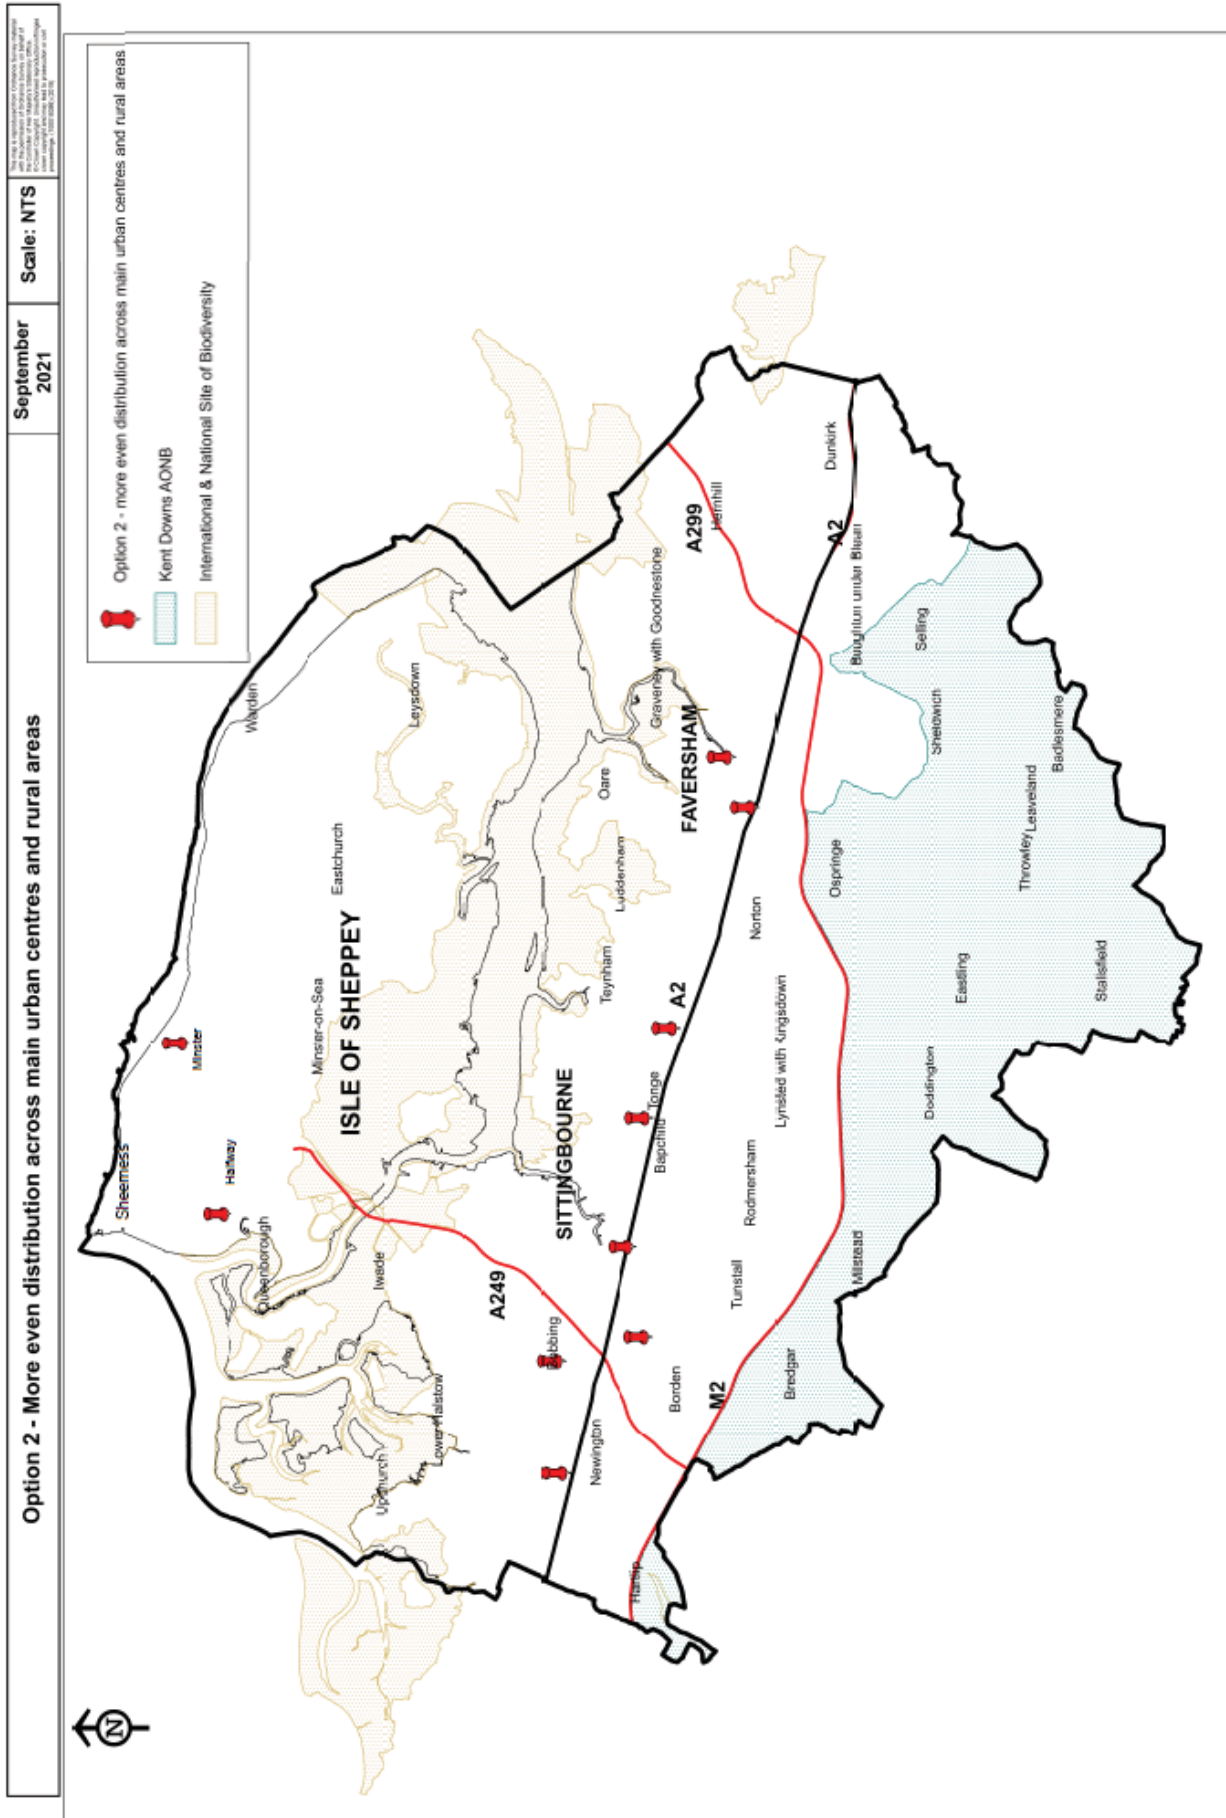 Option 2 - More even distribution across main urban centres and rural areas
September
2021
Scale: NTS
Option 2 - more even distribution across main urban centres and rural areas
Kent Downs AONB
International & National Site of Biodiversity
N
Sheerness
Minster
Halfway
Warden
Queenborough
Minster-on-Sea
Eastchurch
ISLE OF SHEPPEY
Leysdown
Iwade
Upchurch
Lower Halstow
A249
SITTINGBOURNE
Teynham
Luddenham
Oare
Graveney with Goodnestone
FAVERSHAM
A299
Hernhill
Newington
Bobbing
Bapchild
Tonge
A2
Hartlip
Borden
M2
Tunstall
Rodmersham
Lynsted with Kingsdown
Norton
A2
Dunkirk
Boughton under Blean
Bredgar
Milstead
Ospringe
Selling
Doddington
Eastling
Sheldwich
Throwley
Leaveland
Badlesmere
Stalisfield